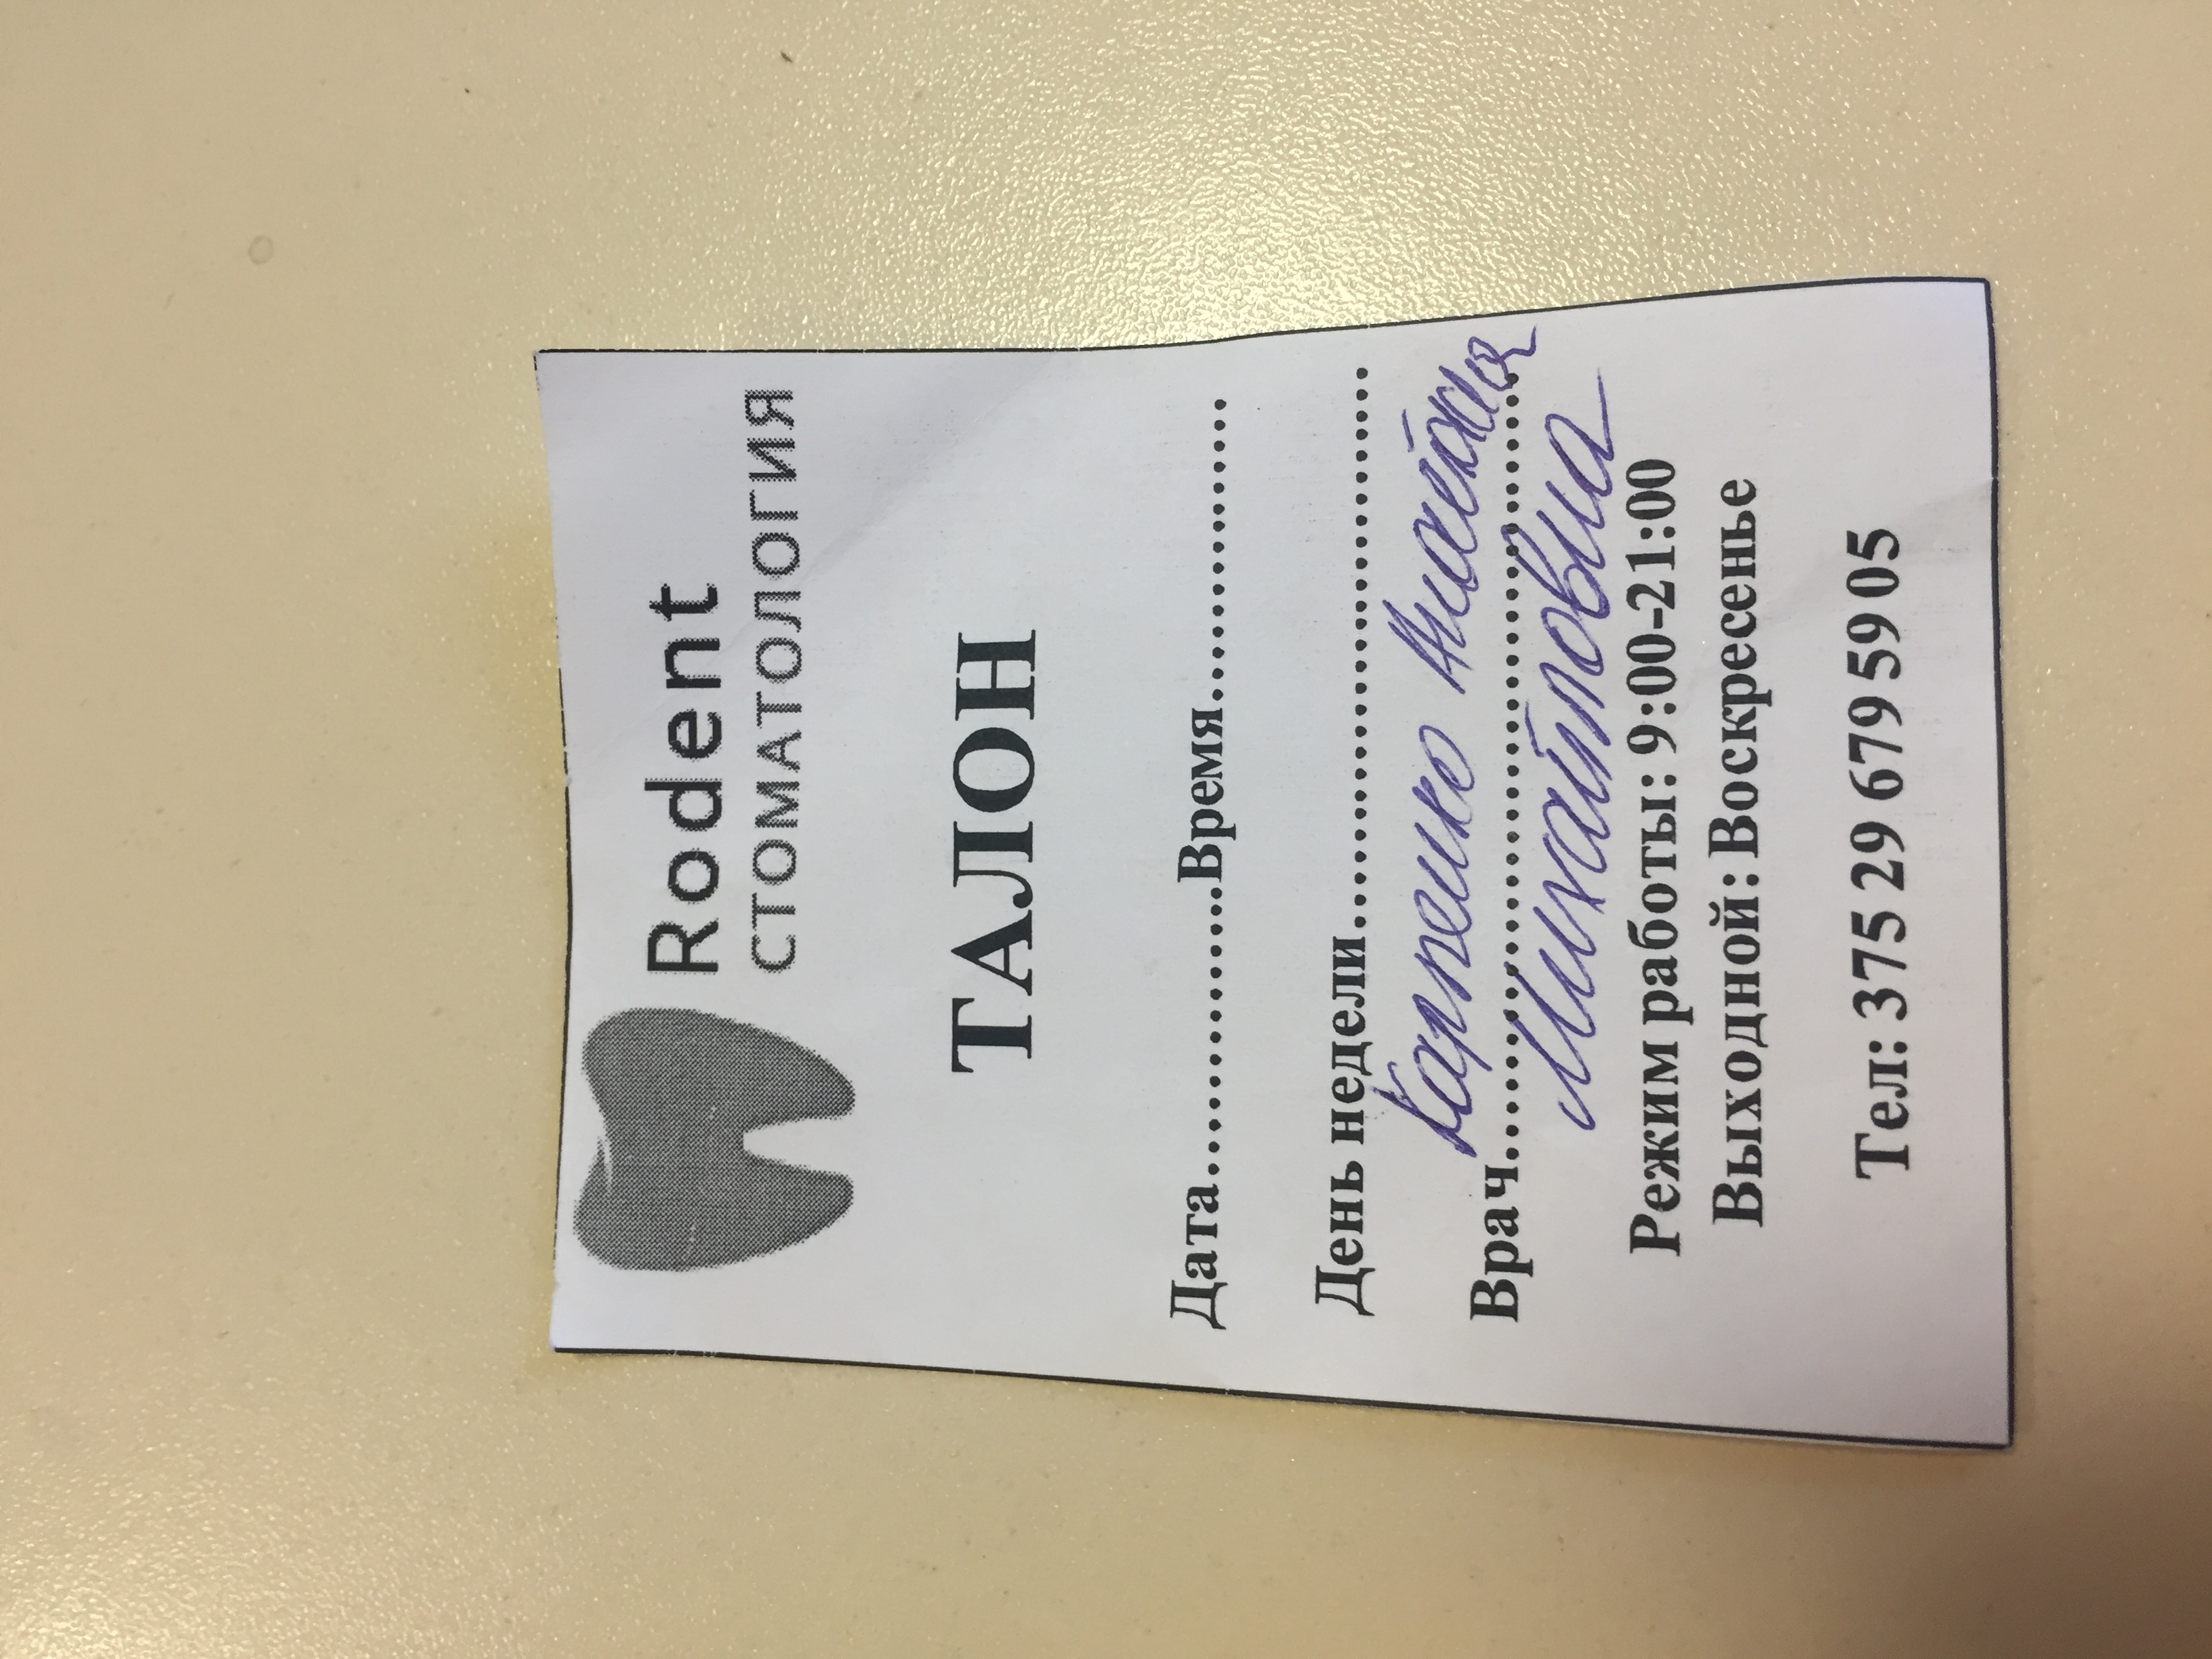 Rodent
СТОМАТОЛОГИЯ
ТАЛОН
Дата..................Время........................
День недели.............................................
Карпенко
Врач............................................................
Михайловна
Режим работы: 9:00-21:00
Выходной: Воскресенье
Тел: 375 29 679 59 05